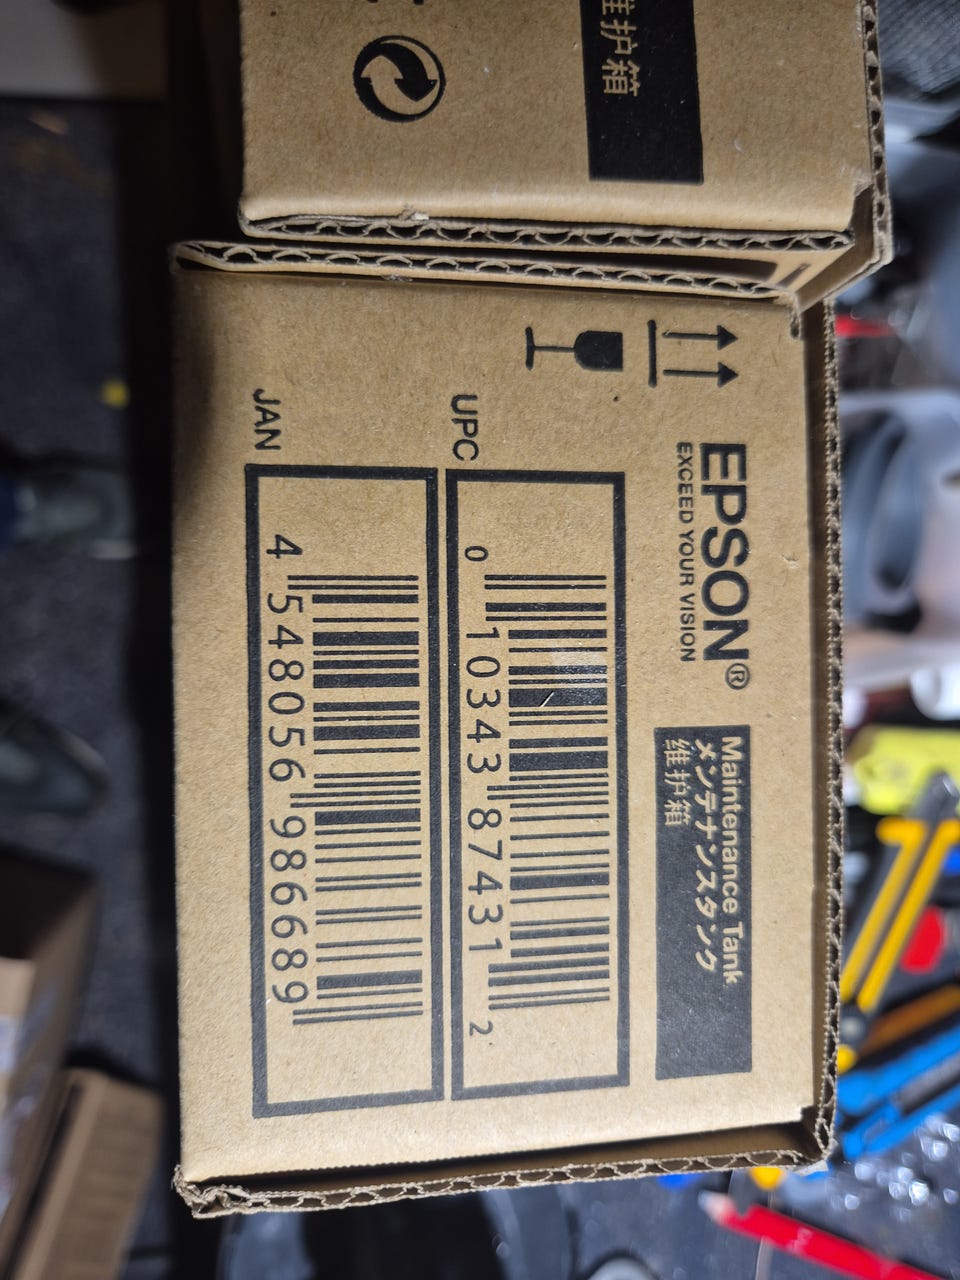 维护箱
EPSON®
EXCEED YOUR VISION
Maintenance Tank
メンテナンスタンク
维护箱
UPC
0 10343 87431 2
JAN
4 548056 986689